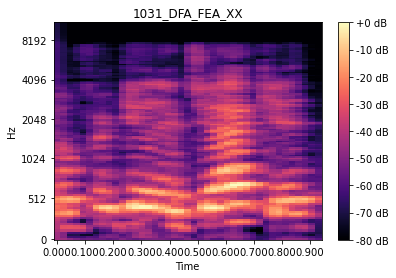 1031_DFA_FEA_XX
+0 dB
8192
-10 dB
4096
-20 dB
-30 dB
2048
Hz
-40 dB
1024
-50 dB
-60 dB
512
-70 dB
0
-80 dB
0.0000.1000.2000.3000.4000.5000.6000.7000.8000.900
Time